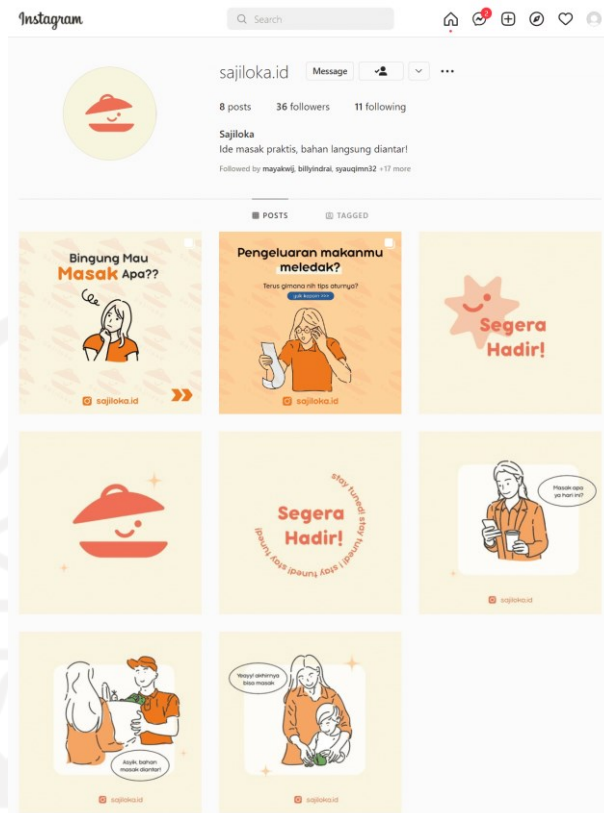 Instagram
Search
2
sajiloka.id Message
8 posts 36 followers 11 following
Sajiloka
Ide masak praktis, bahan langsung diantar!
Followed by mayakwij, billyindrai, syauqimn32 +17 more
POSTS TAGGED
Bingung Mau
Masak Apa??
sajiloka.id
Pengeluaran makanmu
meledak?
Terus gimana nih tips aturnya?
sajiloka.id
Segera
Hadir!
Segera
Hadir!
stay tuned! stay tuned! stay tuned! stay tuned!
Masak apa
ya hari ini?
sajiloka.id
Asyik, bahan
masak diantar!
sajiloka.id
Yeayy! akhirnya
bisa masak
sajiloka.id